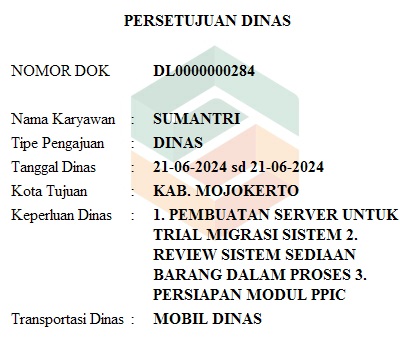 PERSETUJUAN DINAS
NOMOR DOK DL0000000284
Nama Karyawan : SUMANTRI
Tipe Pengajuan : DINAS
Tanggal Dinas : 21-06-2024 sd 21-06-2024
Kota Tujuan : KAB. MOJOKERTO
Keperluan Dinas : 1. PEMBUATAN SERVER UNTUK
TRIAL MIGRASI SISTEM 2.
REVIEW SISTEM SEDIAAN
BARANG DALAM PROSES 3.
PERSIAPAN MODUL PPIC
Transportasi Dinas : MOBIL DINAS